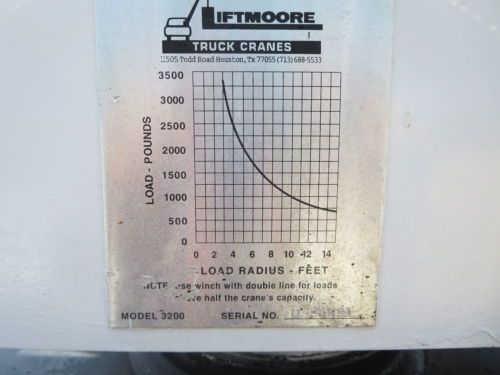 LIFTMOORE
TRUCK CRANES
11505 Todd Road Houston, Tx 77055 (713) 688-5533
LOAD - POUNDS
3500
3000
2500
2000
1500
1000
500
0
0 2 4 6 8 10 12 14
LOAD RADIUS - FEET
NOTE use winch with double line for loads
above half the crane's capacity.
MODEL 3200 SERIAL NO.